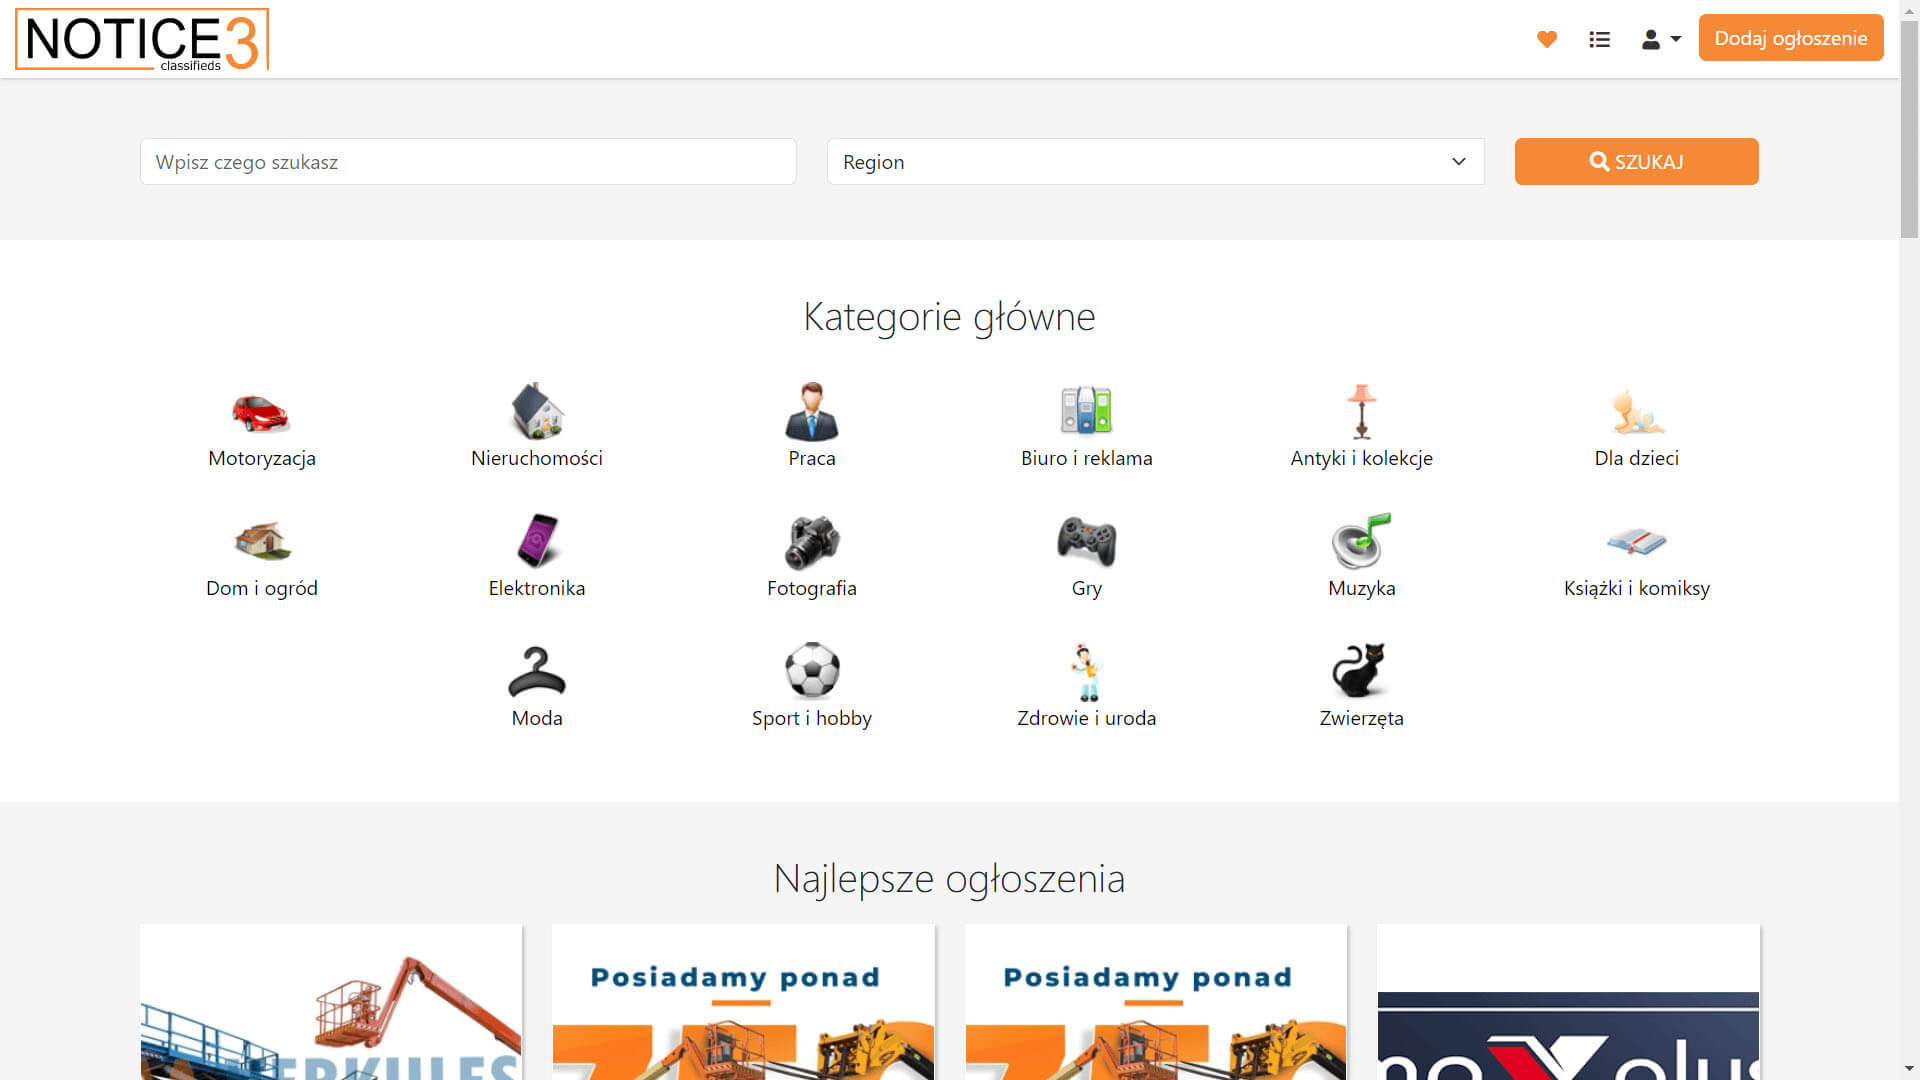 NOTICE3
classifieds
Dodaj ogłoszenie
Wpisz czego szukasz
Region
SZUKAJ
Kategorie główne
Motoryzacja
Nieruchomości
Praca
Biuro i reklama
Antyki i kolekcje
Dla dzieci
Dom i ogród
Elektronika
Fotografia
Gry
Muzyka
Książki i komiksy
Moda
Sport i hobby
Zdrowie i uroda
Zwierzęta
Najlepsze ogłoszenia
Posiadamy ponad
Posiadamy ponad